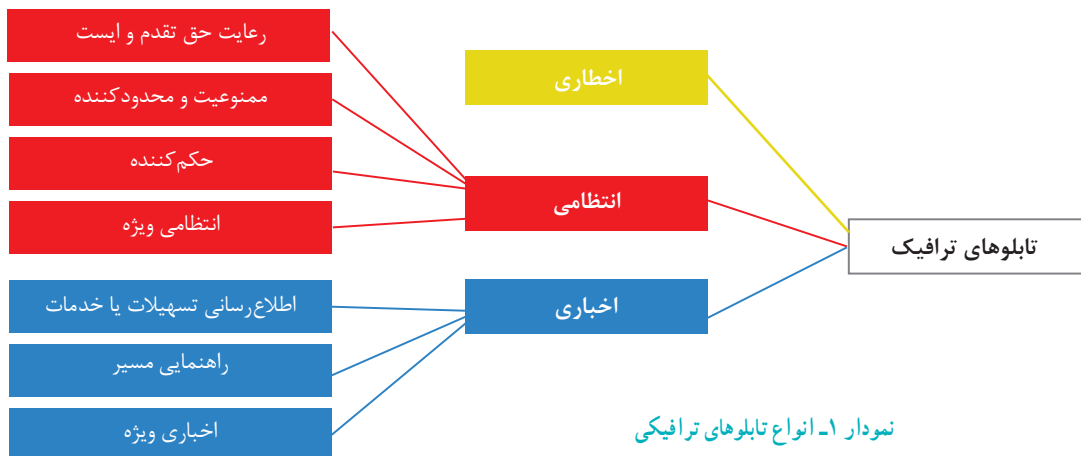 تابلوهای ترافیک
اخطاری
انتظامی
رعایت حق تقدم و ایست
ممنوعیت و محدودکننده
حکم‌کننده
انتظامی ویژه
اخباری
اطلاع‌رسانی تسهیلات یا خدمات
راهنمایی مسیر
اخباری ویژه
نمودار ۱ـ انواع تابلوهای ترافیکی